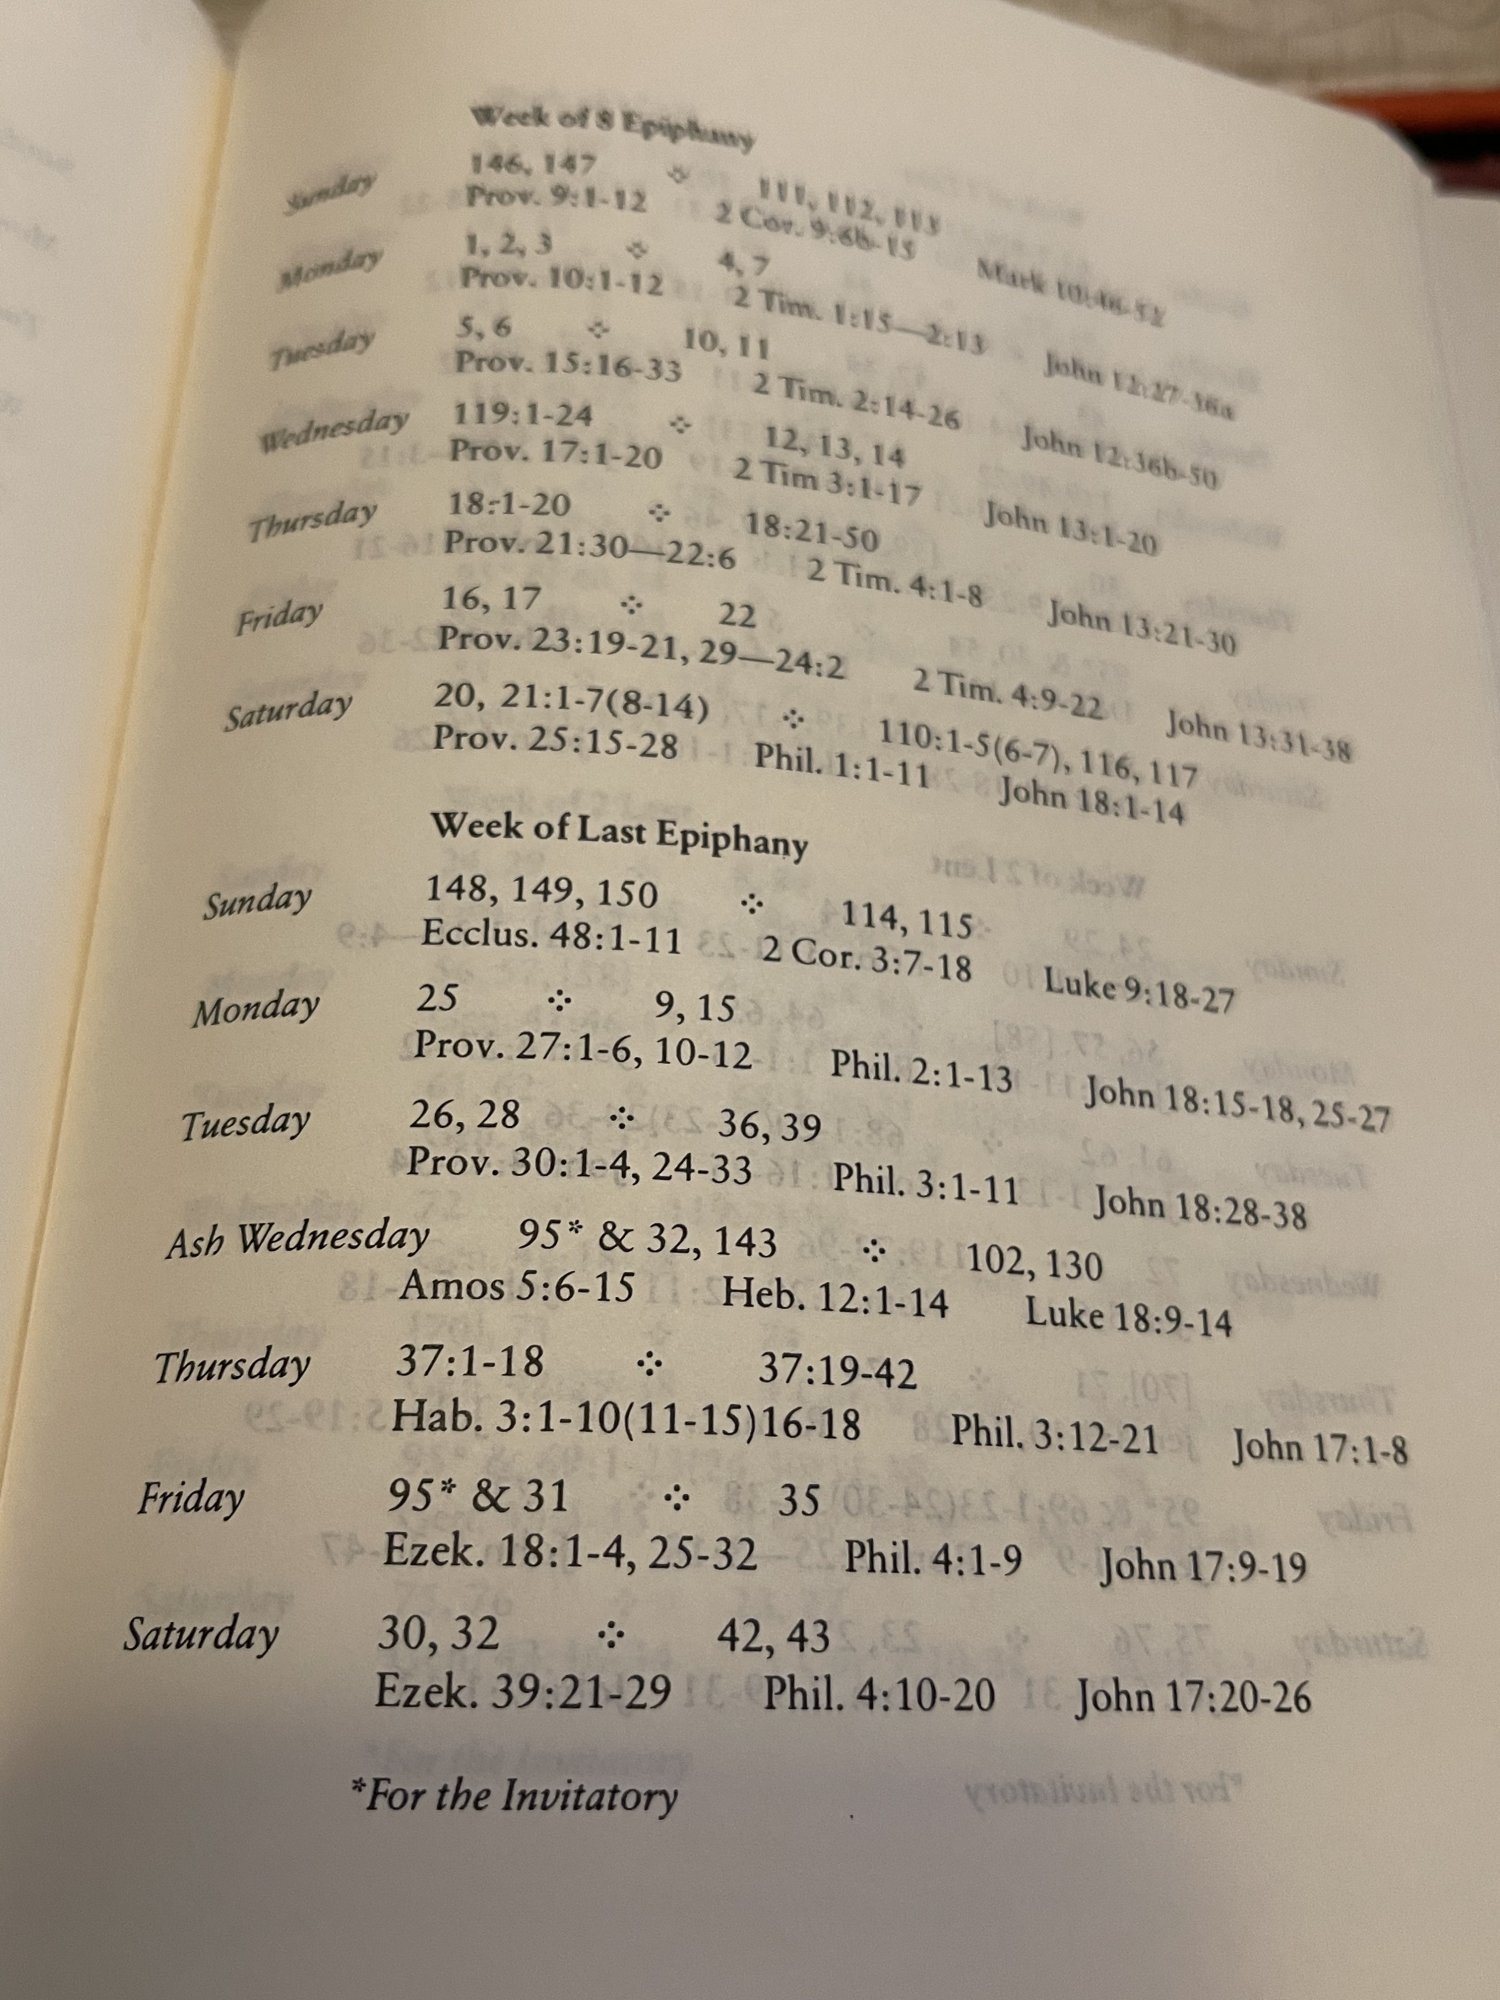 Week of 8 Epiphany
Sunday 146, 147 ⁘ 111, 112, 113
Prov. 9:1-12 2 Cor. 9:6b-15 Mark 10:46-52
Monday 1, 2, 3 ⁘ 4, 7
Prov. 10:1-12 2 Tim. 1:15—2:13 John 12:27-36a
Tuesday 5, 6 ⁘ 10, 11
Prov. 15:16-33 2 Tim. 2:14-26 John 12:36b-50
Wednesday 119:1-24 ⁘ 12, 13, 14
Prov. 17:1-20 2 Tim 3:1-17 John 13:1-20
Thursday 18:1-20 ⁘ 18:21-50
Prov. 21:30—22:6 2 Tim. 4:1-8 John 13:21-30
Friday 16, 17 ⁘ 22
Prov. 23:19-21, 29—24:2 2 Tim. 4:9-22 John 13:31-38
Saturday 20, 21:1-7(8-14) ⁘ 110:1-5(6-7), 116, 117
Prov. 25:15-28 Phil. 1:1-11 John 18:1-14
Week of Last Epiphany
Sunday 148, 149, 150 ⁘ 114, 115
Ecclus. 48:1-11 2 Cor. 3:7-18 Luke 9:18-27
Monday 25 ⁘ 9, 15
Prov. 27:1-6, 10-12 Phil. 2:1-13 John 18:15-18, 25-27
Tuesday 26, 28 ⁘ 36, 39
Prov. 30:1-4, 24-33 Phil. 3:1-11 John 18:28-38
Ash Wednesday 95* & 32, 143 ⁘ 102, 130
Amos 5:6-15 Heb. 12:1-14 Luke 18:9-14
Thursday 37:1-18 ⁘ 37:19-42
Hab. 3:1-10(11-15)16-18 Phil. 3:12-21 John 17:1-8
Friday 95* & 31 ⁘ 35
Ezek. 18:1-4, 25-32 Phil. 4:1-9 John 17:9-19
Saturday 30, 32 ⁘ 42, 43
Ezek. 39:21-29 Phil. 4:10-20 John 17:20-26
*For the Invitatory